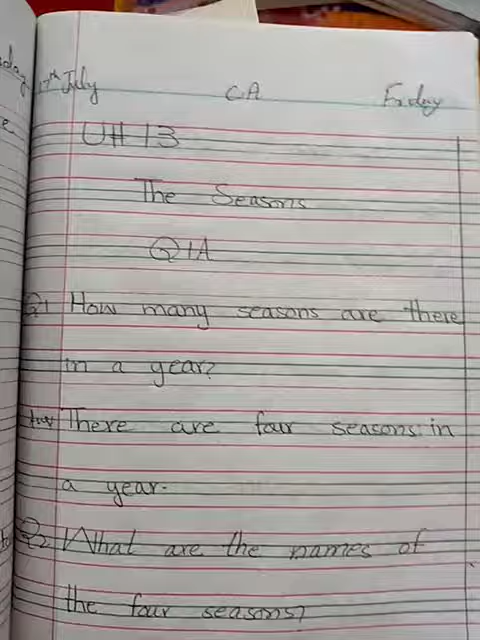 17th July CA Friday
U# 13
The Seasons
Q1A
Q1 How many seasons are there
in a year?
Ans There are four seasons in
a year.
Q2 What are the names of
the four seasons?